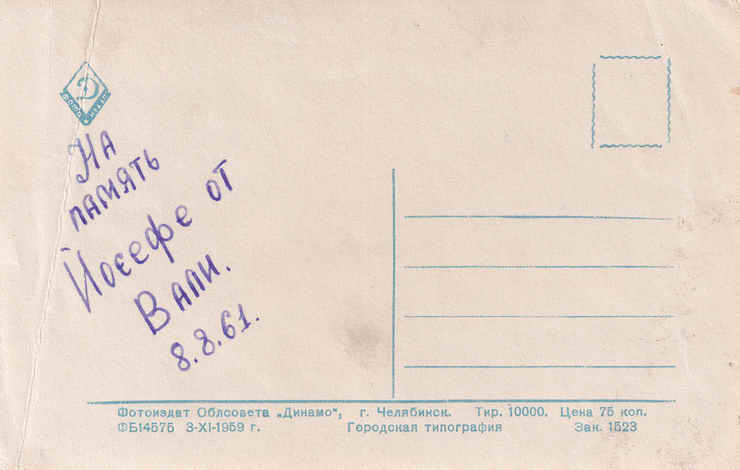 Д
На
память
Йосефе от
Вали.
8.8.61.
Фотоиздат Облсовета „Динамо“, г. Челябинск. Тир. 10000. Цена 75 коп.
ФБ14575 3-XI-1959 г. Городская типография Зак. 1523